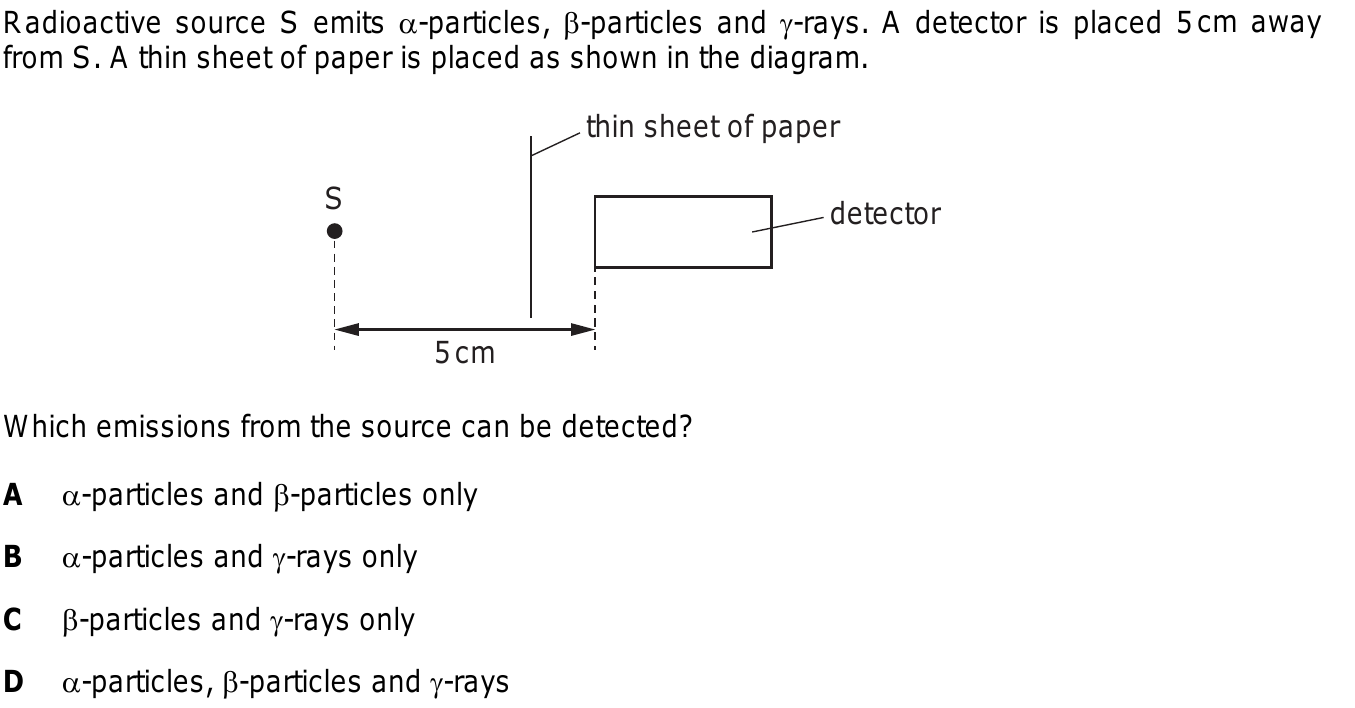 Radioactive source S emits α-particles, β-particles and γ-rays. A detector is placed 5 cm away
from S. A thin sheet of paper is placed as shown in the diagram.
thin sheet of paper
S
detector
5 cm
Which emissions from the source can be detected?
A α-particles and β-particles only
B α-particles and γ-rays only
C β-particles and γ-rays only
D α-particles, β-particles and γ-rays